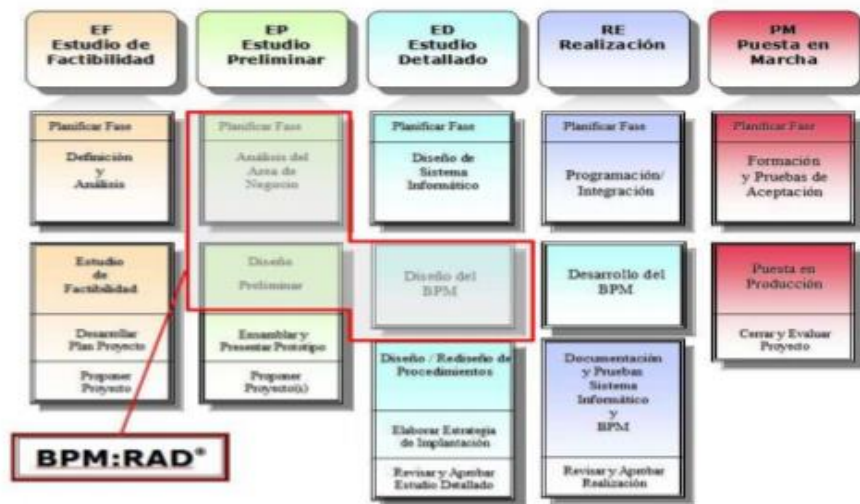 EF
Estudio de
Factibilidad
EP
Estudio
Preliminar
ED
Estudio
Detallado
RE
Realización
PM
Puesta en
Marcha
Planificar Fase
Definición
y
Análisis
Planificar Fase
Análisis del
Area de
Negocio
Planificar Fase
Diseño de
Sistema
Informático
Planificar Fase
Programación/
Integración
Planificar Fase
Formación
y Pruebas de
Aceptación
Estudio
de
Factibilidad
Desarrollar
Plan Proyecto
Proponer
Proyecto
Diseño
Preliminar
Ensamblar y
Presentar Prototipo
Proponer
Proyecto(s)
Diseño del
BPM
Diseño / Rediseño de
Procedimientos
Elaborar Estrategia
de Implantación
Revisar y Aprobar
Estudio Detallado
Desarrollo del
BPM
Documentación
y Pruebas
Sistema
Informático
y
BPM
Revisar y Aprobar
Realización
Puesta en
Producción
Cerrar y Evaluar
Proyecto
BPM:RAD®